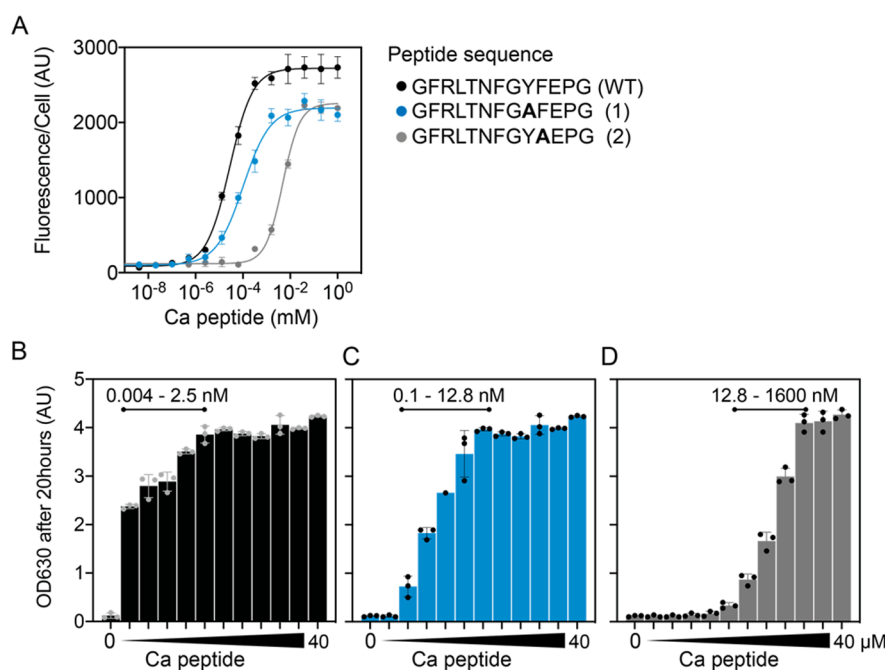 A
Fluorescence/Cell (AU)
3000
2000
1000
0
10⁻⁸ 10⁻⁶ 10⁻⁴ 10⁻² 10⁰
Ca peptide (mM)
Peptide sequence
GFRLTNFGYFEPG (WT)
GFRLTNFGAFEPG (1)
GFRLTNFGYAEPG (2)
B
C
D
OD630 after 20hours (AU)
5
4
3
2
1
0
0.004 - 2.5 nM
0.1 - 12.8 nM
12.8 - 1600 nM
0 40
0 40
0 40 µM
Ca peptide
Ca peptide
Ca peptide